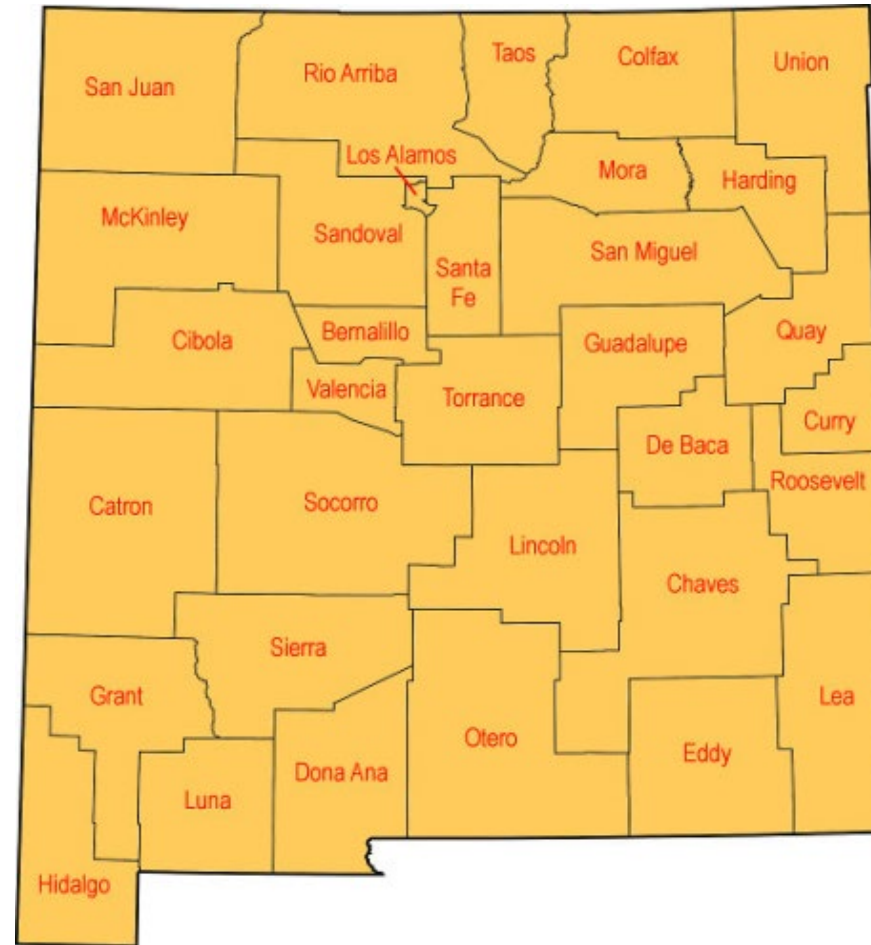 Taos
Colfax
Union
Rio Arriba
San Juan
Los Alamos
Mora
Harding
McKinley
Sandoval
San Miguel
Santa
Fe
Bernalillo
Quay
Cibola
Guadalupe
Valencia
Torrance
Curry
De Baca
Roosevelt
Catron
Socorro
Lincoln
Chaves
Sierra
Grant
Lea
Otero
Eddy
Dona Ana
Luna
Hidalgo